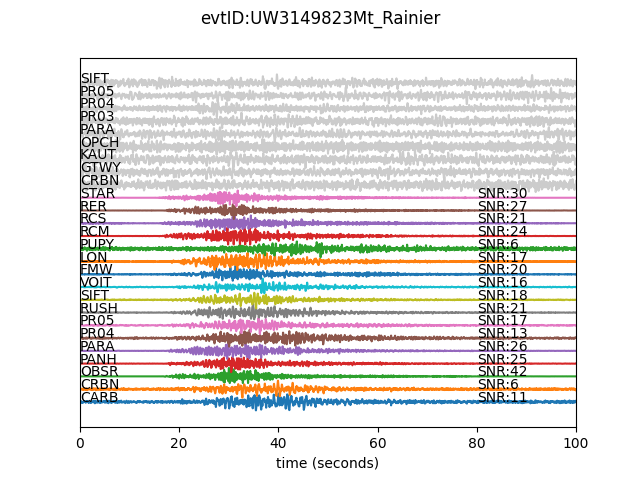 evtID:UW3149823Mt_Rainier
SIFT
PR05
PR04
PR03
PARA
OPCH
KAUT
GTWY
CRBN
STAR SNR:30
RER SNR:27
RCS SNR:21
RCM SNR:24
PUPY SNR:6
LON SNR:17
FMW SNR:20
VOIT SNR:16
SIFT SNR:18
RUSH SNR:21
PR05 SNR:17
PR04 SNR:13
PARA SNR:26
PANH SNR:25
OBSR SNR:42
CRBN SNR:6
CARB SNR:11
0 20 40 60 80 100
time (seconds)